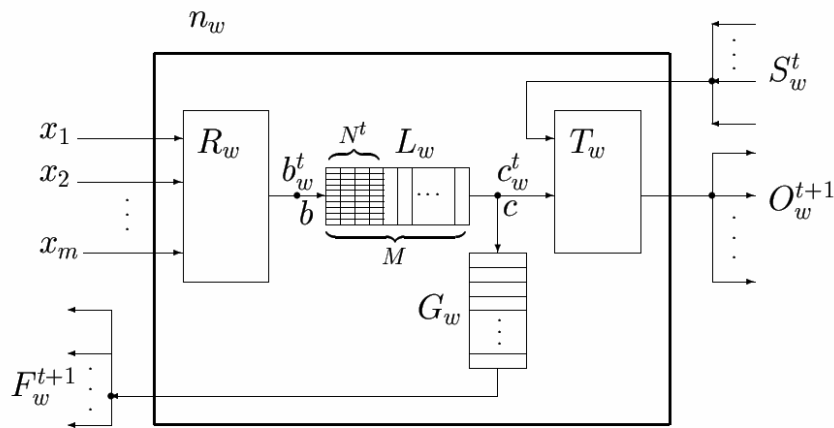 n_w
S_w^t
x_1
R_w
N^t
L_w
T_w
x_2
b_w^t
c_w^t
...
O_w^{t+1}
b
c
x_m
M
G_w
F_w^{t+1}